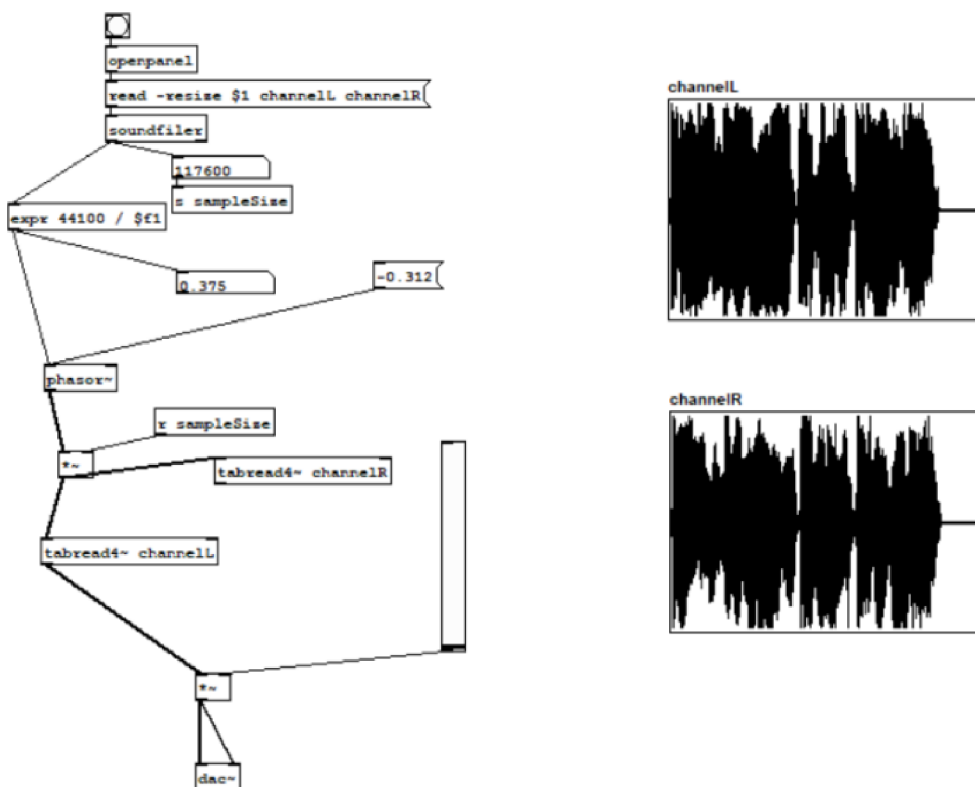 openpanel
read -resize $1 channelL channelR
soundfiler
117600
s sampleSize
expr 44100 / $f1
0.375
-0.312
phasor~
r sampleSize
*~
tabread4~ channelR
tabread4~ channelL
*~
dac~
channelL
channelR